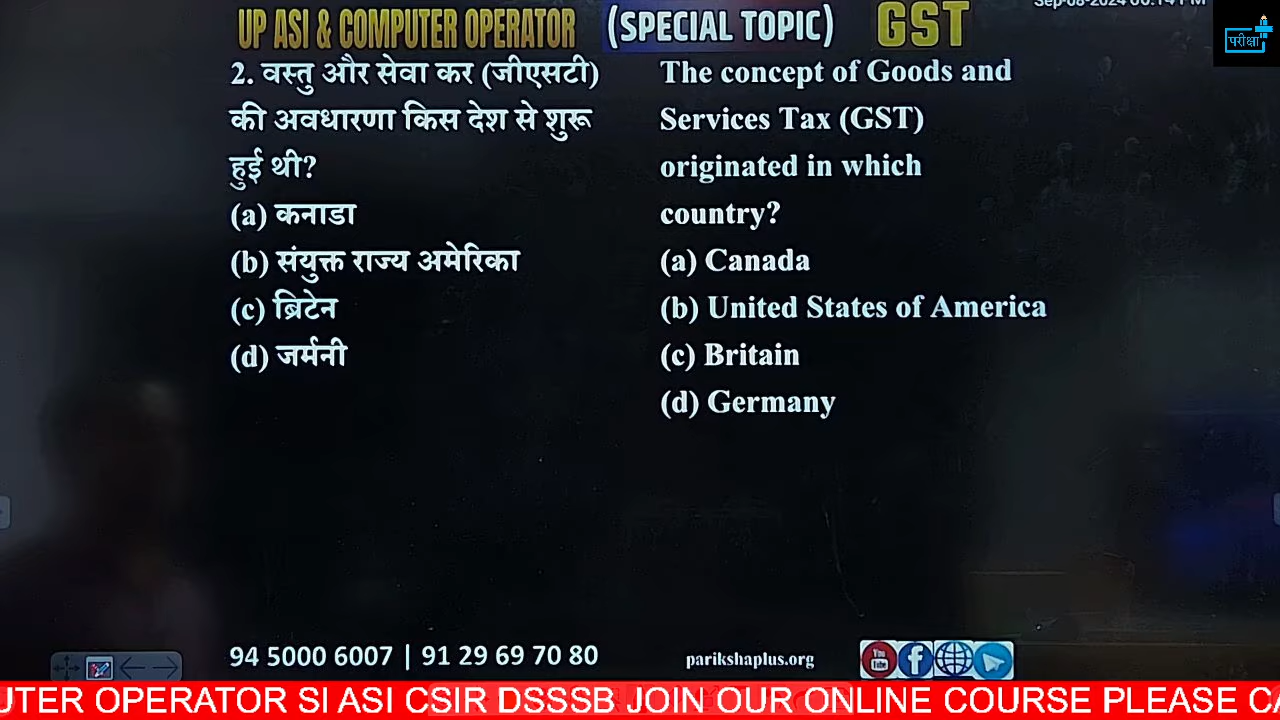 UP ASI & COMPUTER OPERATOR (SPECIAL TOPIC) GST
परीक्षा
2. वस्तु और सेवा कर (जीएसटी)
की अवधारणा किस देश से शुरू
हुई थी?
(a) कनाडा
(b) संयुक्त राज्य अमेरिका
(c) ब्रिटेन
(d) जर्मनी
The concept of Goods and
Services Tax (GST)
originated in which
country?
(a) Canada
(b) United States of America
(c) Britain
(d) Germany
94 5000 6007 | 91 29 69 70 80
parikshaplus.org
You
Tube
UTER OPERATOR SI ASI CSIR DSSSB JOIN OUR ONLINE COURSE PLEASE CA